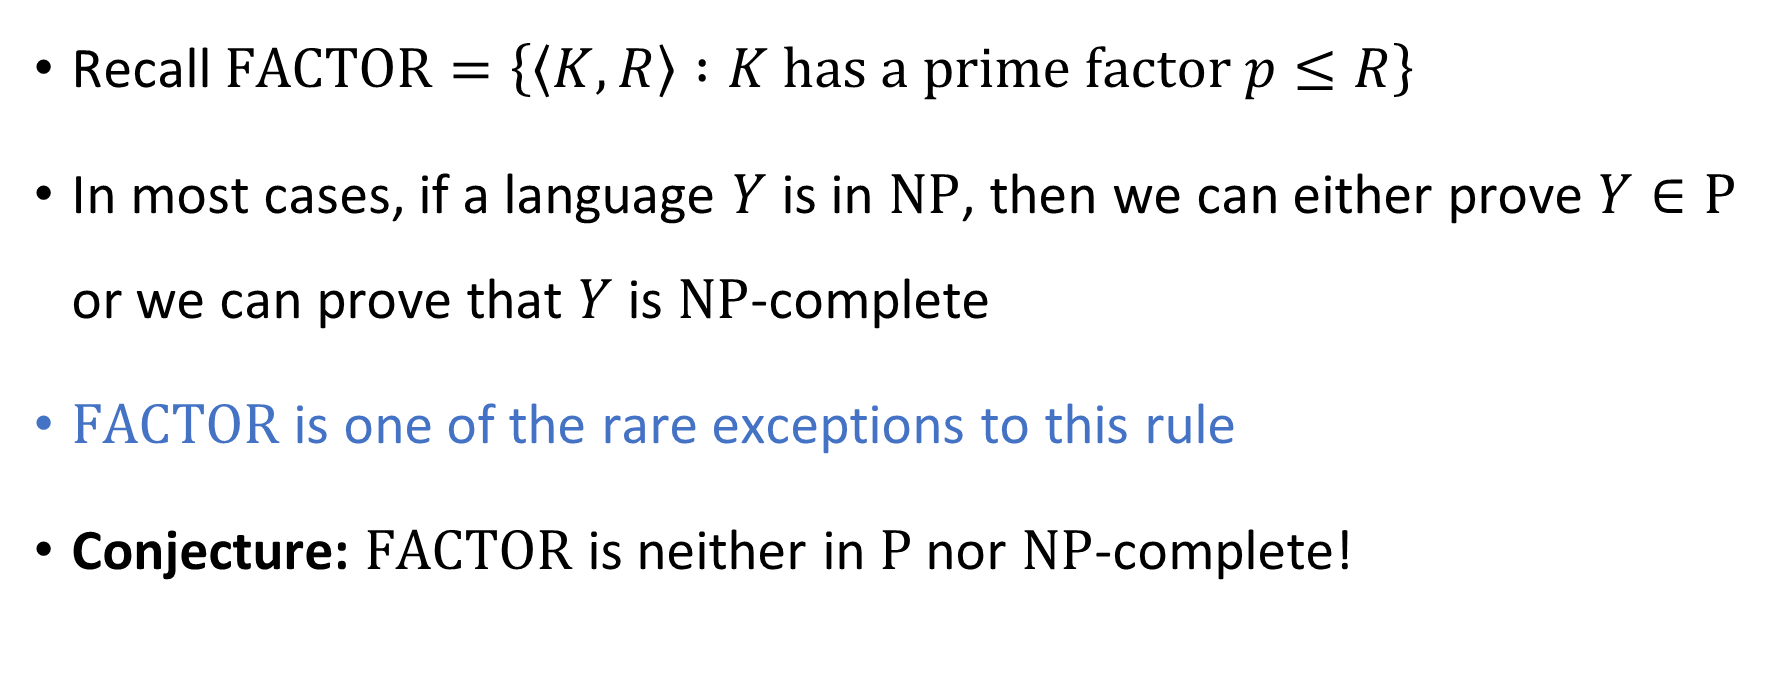 • Recall FACTOR = {⟨K, R⟩ : K has a prime factor p ≤ R}
• In most cases, if a language Y is in NP, then we can either prove Y ∈ P
or we can prove that Y is NP-complete
• FACTOR is one of the rare exceptions to this rule
• Conjecture: FACTOR is neither in P nor NP-complete!